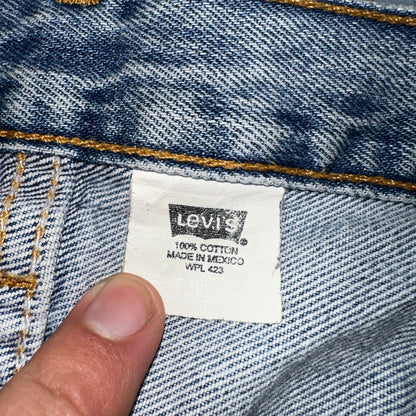 Levi's
®
100% COTTON
MADE IN MEXICO
WPL 423